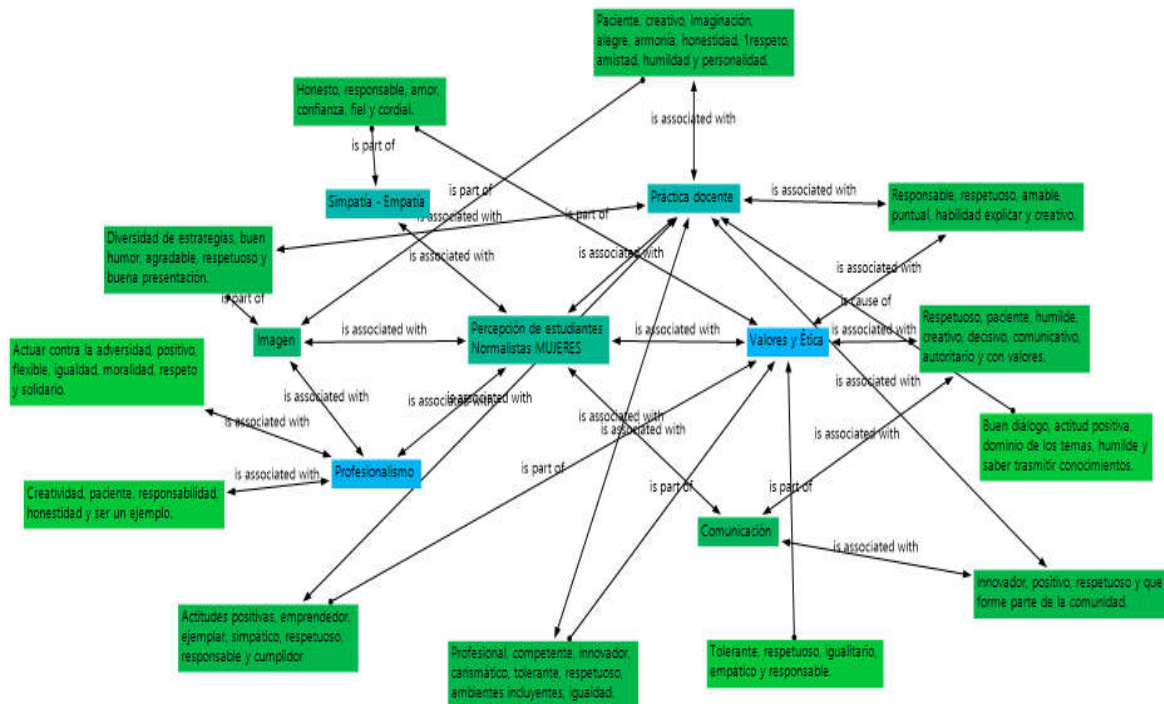 Paciente, creativo, imaginación,
alegre, armonía, honestidad, 1respeto,
amistad, humildad y personalidad.
Honesto, responsable, amor,
confianza, fiel y cordial.
is associated with
is part of
Simpatía - Empatía
is part of
Práctica docente
is associated with
Responsable, respetuoso, amable,
puntual, habilidad explicar y creativo.
is associated with
is part of
Diversidad de estrategias, buen
humor, agradable, respetuoso y
buena presentación.
is associated with
is associated with
is associated with
is part of
is cause of
Imagen
is associated with
Percepción de estudiantes
Normalistas MUJERES
is associated with
Valores y Ética
is associated with
Respetuoso, paciente, humilde,
creativo, decisivo, comunicativo,
autoritario y con valores.
Actuar contra la adversidad, positivo,
flexible, igualdad, moralidad, respeto
y solidario.
is associated with
is associated with
is associated with
is associated with
is associated with
is associated with
is associated with
Buen diálogo, actitud positiva,
dominio de los temas, humilde y
saber trasmitir conocimientos.
Profesionalismo
is associated with
is part of
Creatividad, paciente, responsabilidad,
honestidad y ser un ejemplo.
is part of
is part of
Comunicación
is associated with
Innovador, positivo, respetuoso y que
forme parte de la comunidad.
Actitudes positivas, emprendedor,
ejemplar, simpático, respetuoso,
responsable y cumplidor
Profesional, competente, innovador,
carismático, tolerante, respetuoso,
ambientes incluyentes, igualdad.
Tolerante, respetuoso, igualitario,
empático y responsable.